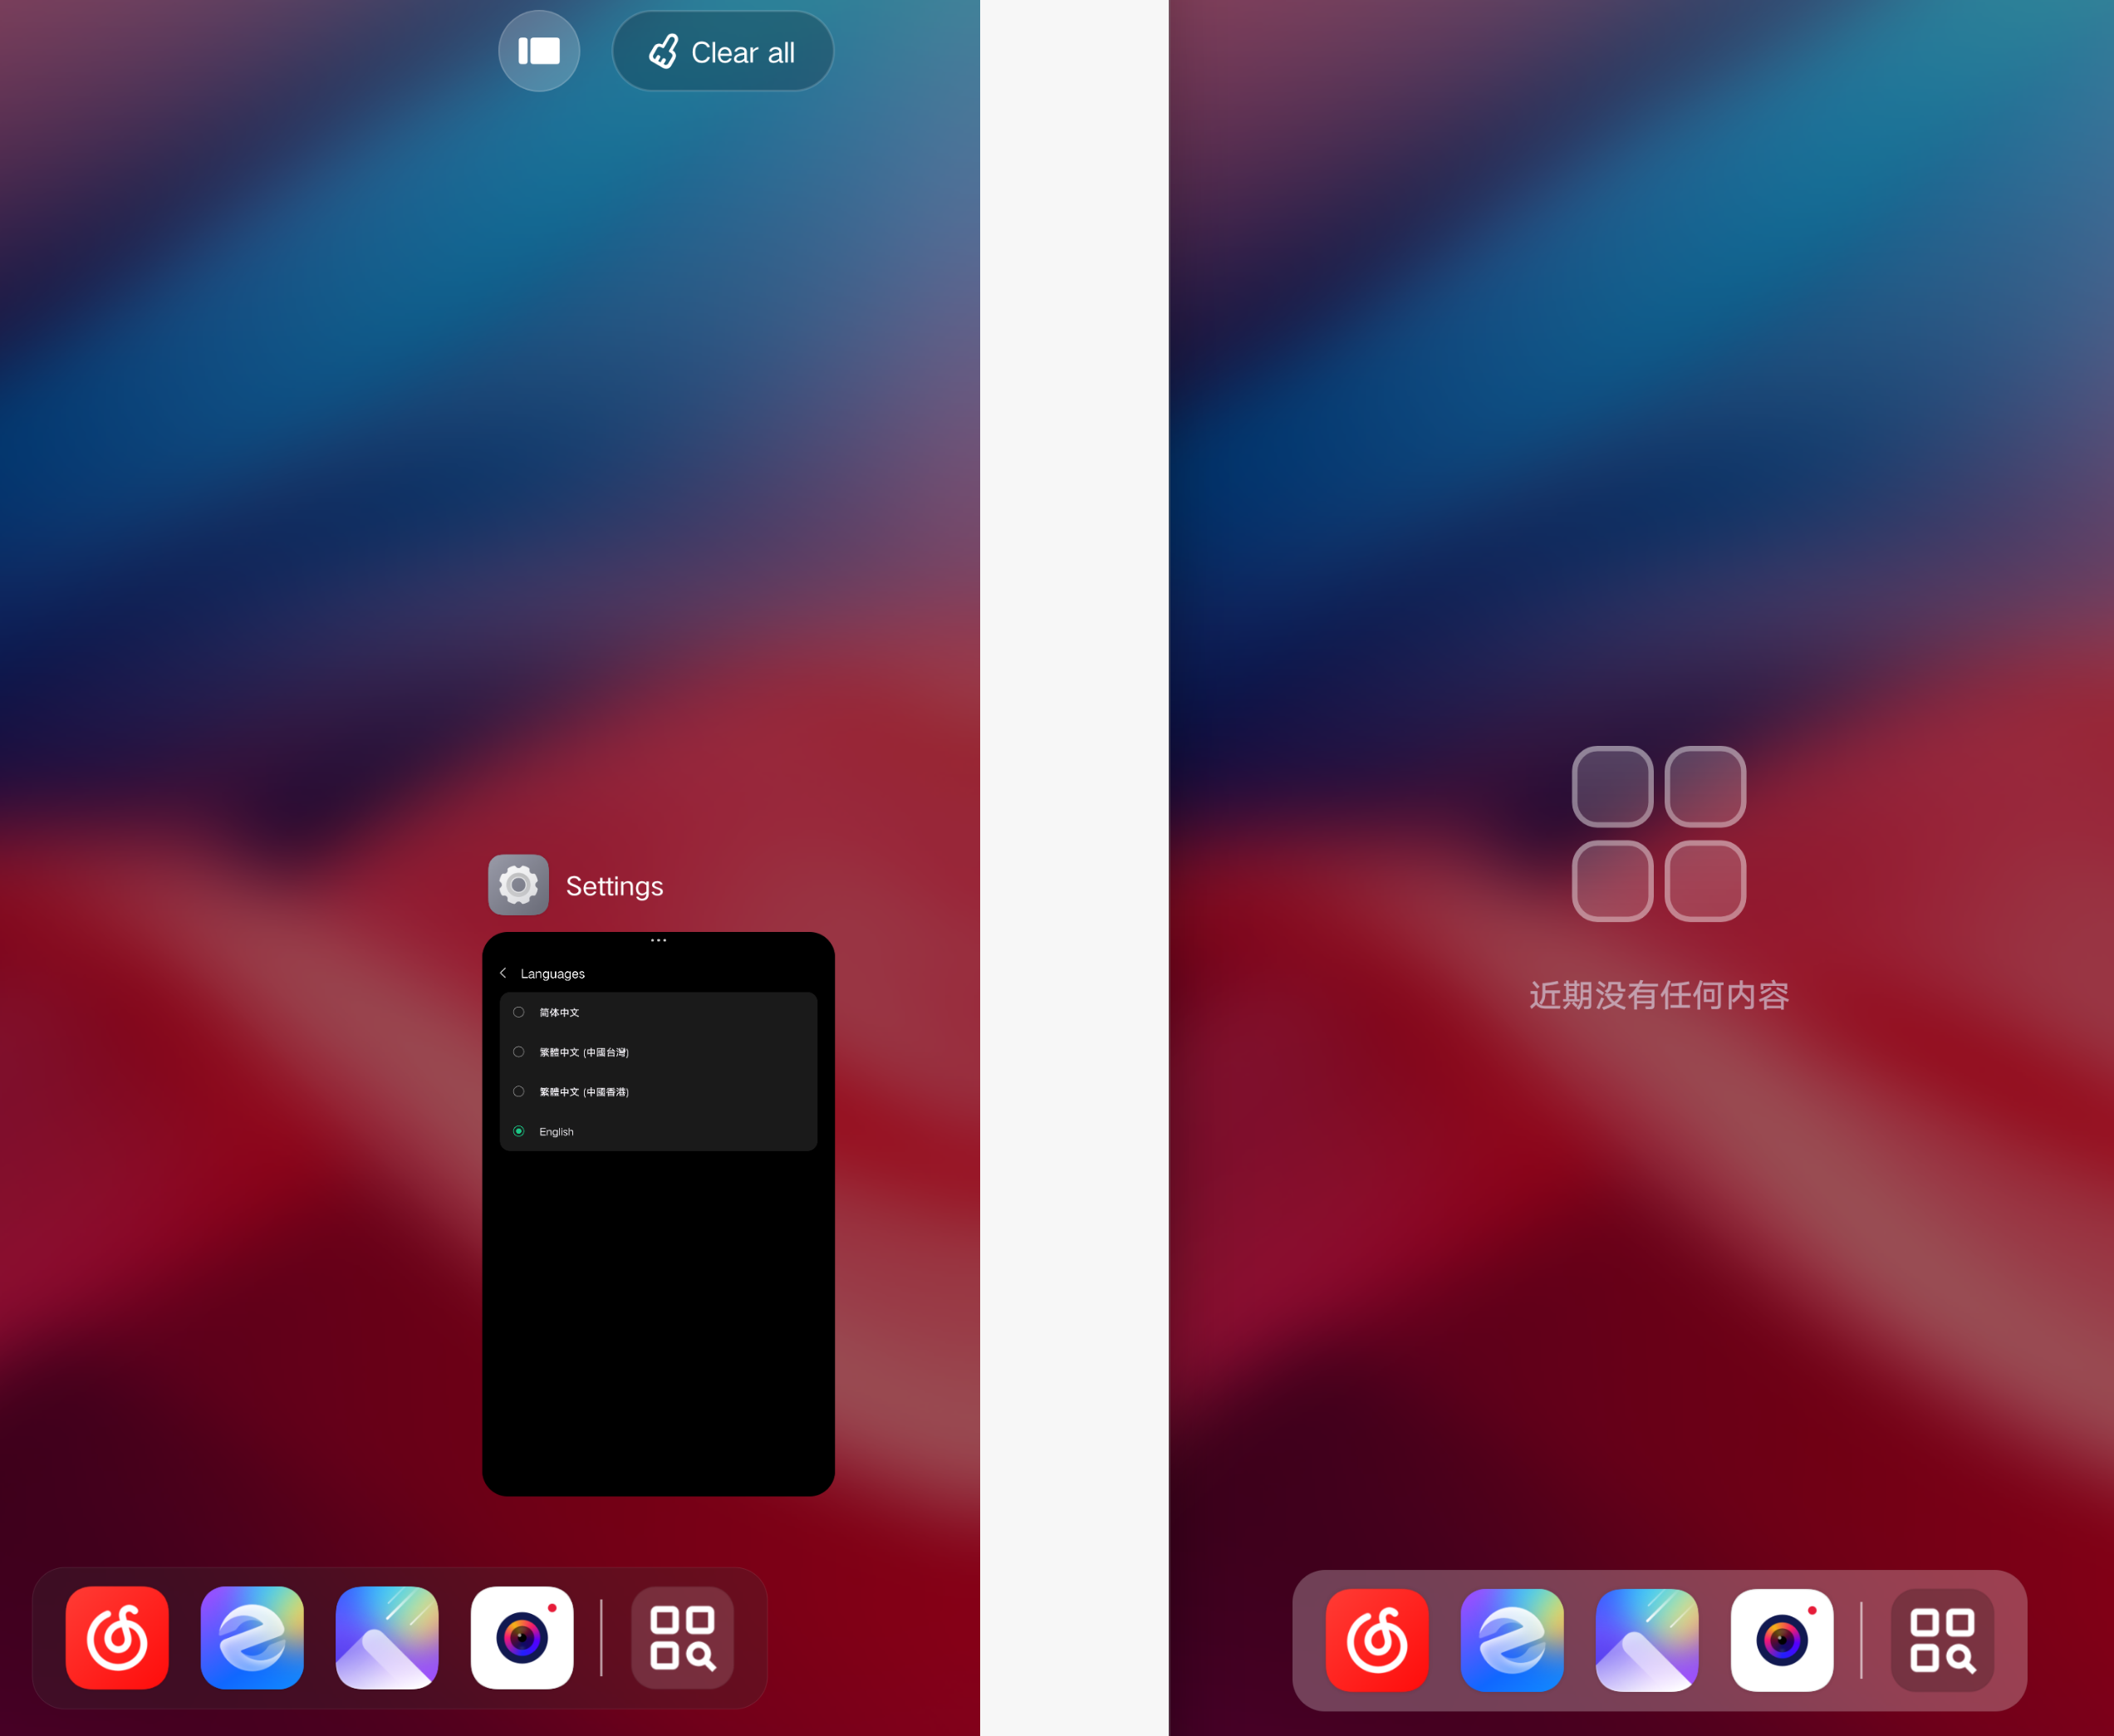 Clear all
Settings
Languages
简体中文
繁體中文 (中國台灣)
繁體中文 (中國香港)
English
近期没有任何内容